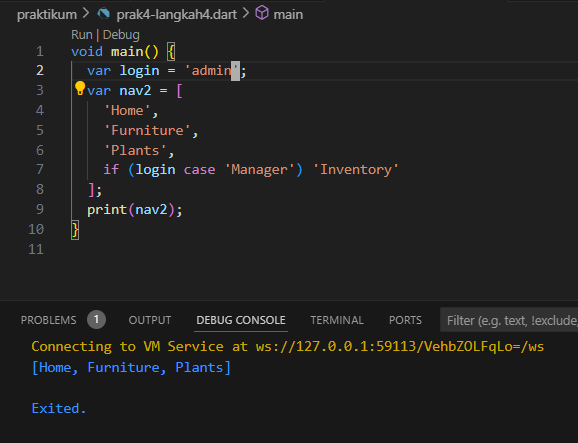 praktikum > prak4-langkah4.dart > main
Run | Debug
1 void main() {
2 var login = 'admin';
3 var nav2 = [
4 'Home',
5 'Furniture',
6 'Plants',
7 if (login case 'Manager') 'Inventory'
8 ];
9 print(nav2);
10 }
11
PROBLEMS 1 OUTPUT DEBUG CONSOLE TERMINAL PORTS Filter (e.g. text, !exclude,
Connecting to VM Service at ws://127.0.0.1:59113/VehbZOLFqLo=/ws
[Home, Furniture, Plants]
Exited.